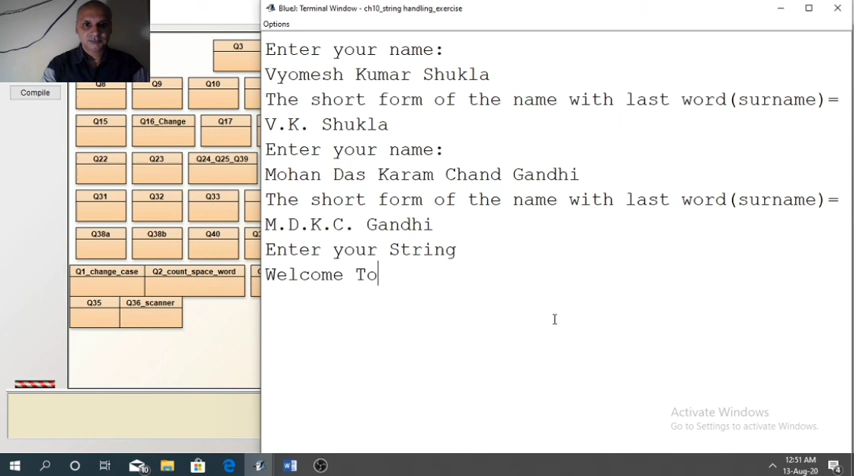 BlueJ: Terminal Window - ch10_string handling_exercise
Options
Enter your name:
Vyomesh Kumar Shukla
The short form of the name with last word(surname)=
V.K. Shukla
Enter your name:
Mohan Das Karam Chand Gandhi
The short form of the name with last word(surname)=
M.D.K.C. Gandhi
Enter your String
Welcome To
Compile
Q3
Q8 Q9 Q10
Q15 Q16_Change Q17
Q22 Q23 Q24_Q25_Q39
Q31 Q32 Q33
Q38a Q38b Q40
Q1_change_case Q2_count_space_word
Q35 Q36_scanner
Activate Windows
Go to Settings to activate Windows.
12:51 AM
13-Aug-20